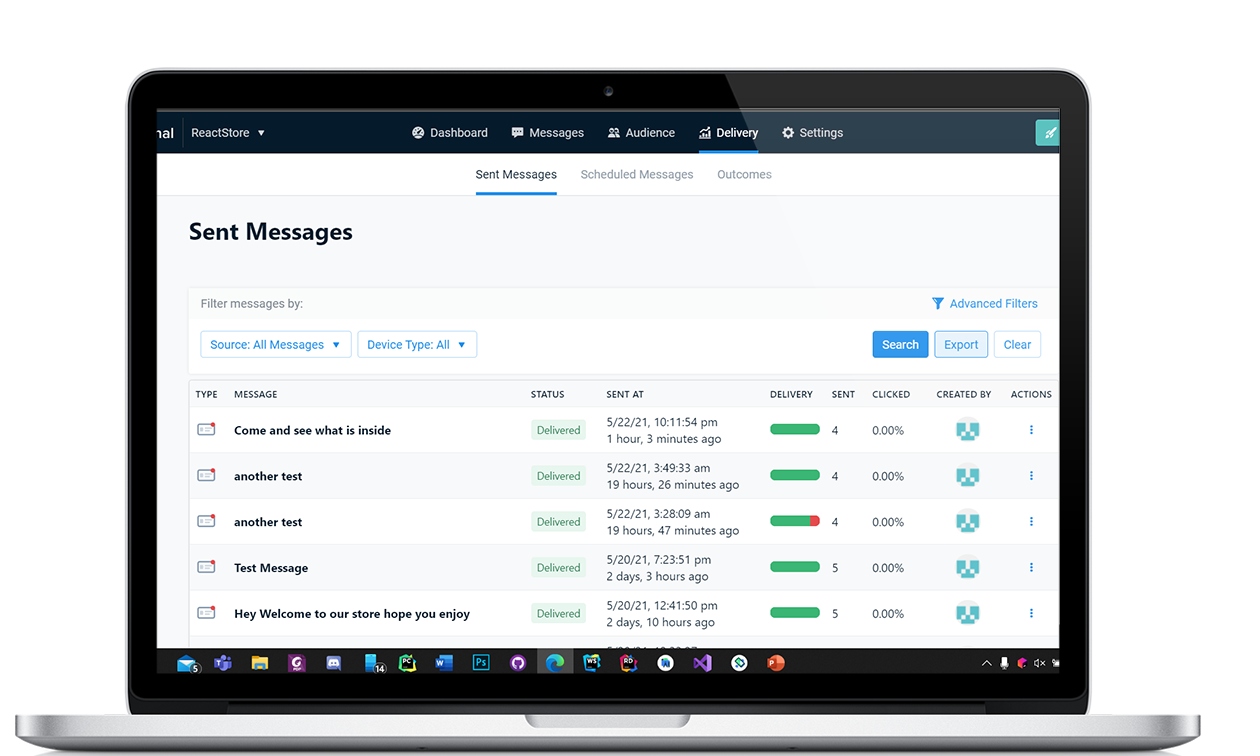 nal ReactStore Dashboard Messages Audience Delivery Settings
Sent Messages Scheduled Messages Outcomes
Sent Messages
Filter messages by: Advanced Filters
Source: All Messages Device Type: All Search Export Clear
TYPE MESSAGE STATUS SENT AT DELIVERY SENT CLICKED CREATED BY ACTIONS
Come and see what is inside Delivered 5/22/21, 10:11:54 pm 4 0.00%
1 hour, 3 minutes ago
another test Delivered 5/22/21, 3:49:33 am 4 0.00%
19 hours, 26 minutes ago
another test Delivered 5/22/21, 3:28:09 am 4 0.00%
19 hours, 47 minutes ago
Test Message Delivered 5/20/21, 7:23:51 pm 5 0.00%
2 days, 3 hours ago
Hey Welcome to our store hope you enjoy Delivered 5/20/21, 12:41:50 pm 5 0.00%
2 days, 10 hours ago
5 14 PC W Ps WS RD P